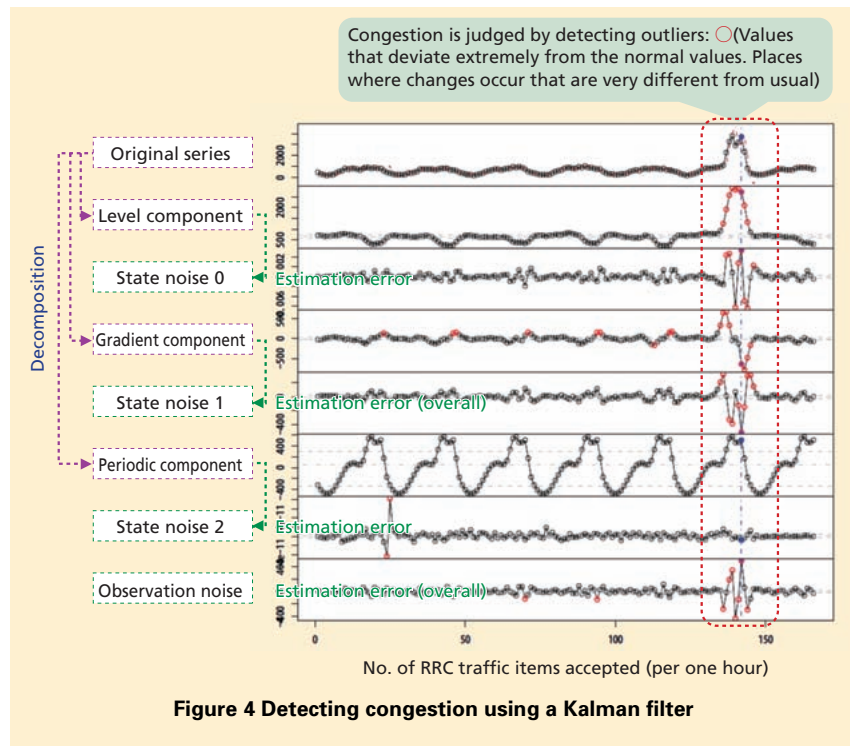 Congestion is judged by detecting outliers: ○(Values
that deviate extremely from the normal values. Places
where changes occur that are very different from usual)
Decomposition
Original series
2000
0
Level component
2000
500
State noise 0
Estimation error
Gradient component
-500
State noise 1
Estimation error (overall)
-400
Periodic component
400
0
-400
State noise 2
Estimation error
Observation noise
Estimation error (overall)
-400
0
50
100
150
No. of RRC traffic items accepted (per one hour)
Figure 4 Detecting congestion using a Kalman filter